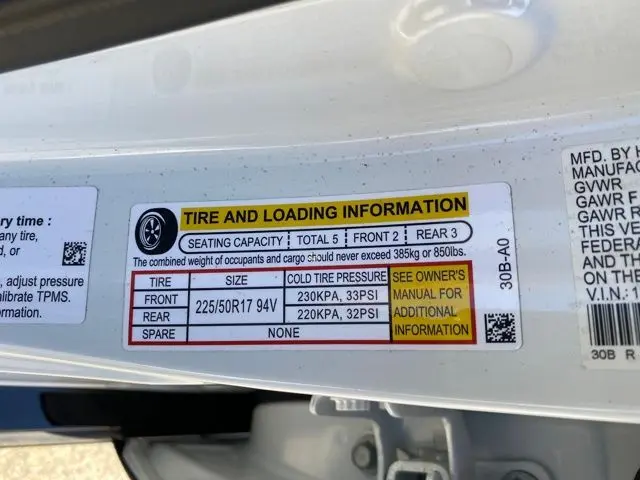 ry time :
any tire,
d, or
, adjust pressure
alibrate TPMS.
ormation.
TIRE AND LOADING INFORMATION
SEATING CAPACITY TOTAL 5 FRONT 2 REAR 3
The combined weight of occupants and cargo should never exceed 385kg or 850lbs.
TIRE SIZE COLD TIRE PRESSURE
FRONT 225/50R17 94V 230KPA, 33PSI
REAR 220KPA, 32PSI
SPARE NONE
SEE OWNER'S
MANUAL FOR
ADDITIONAL
INFORMATION
30B-A0
MFD. BY H
MANUFAC
GVWR
GAWR F
GAWR R
THIS VE
FEDERA
AND TH
ON THE
V.I.N.: 1
30B R